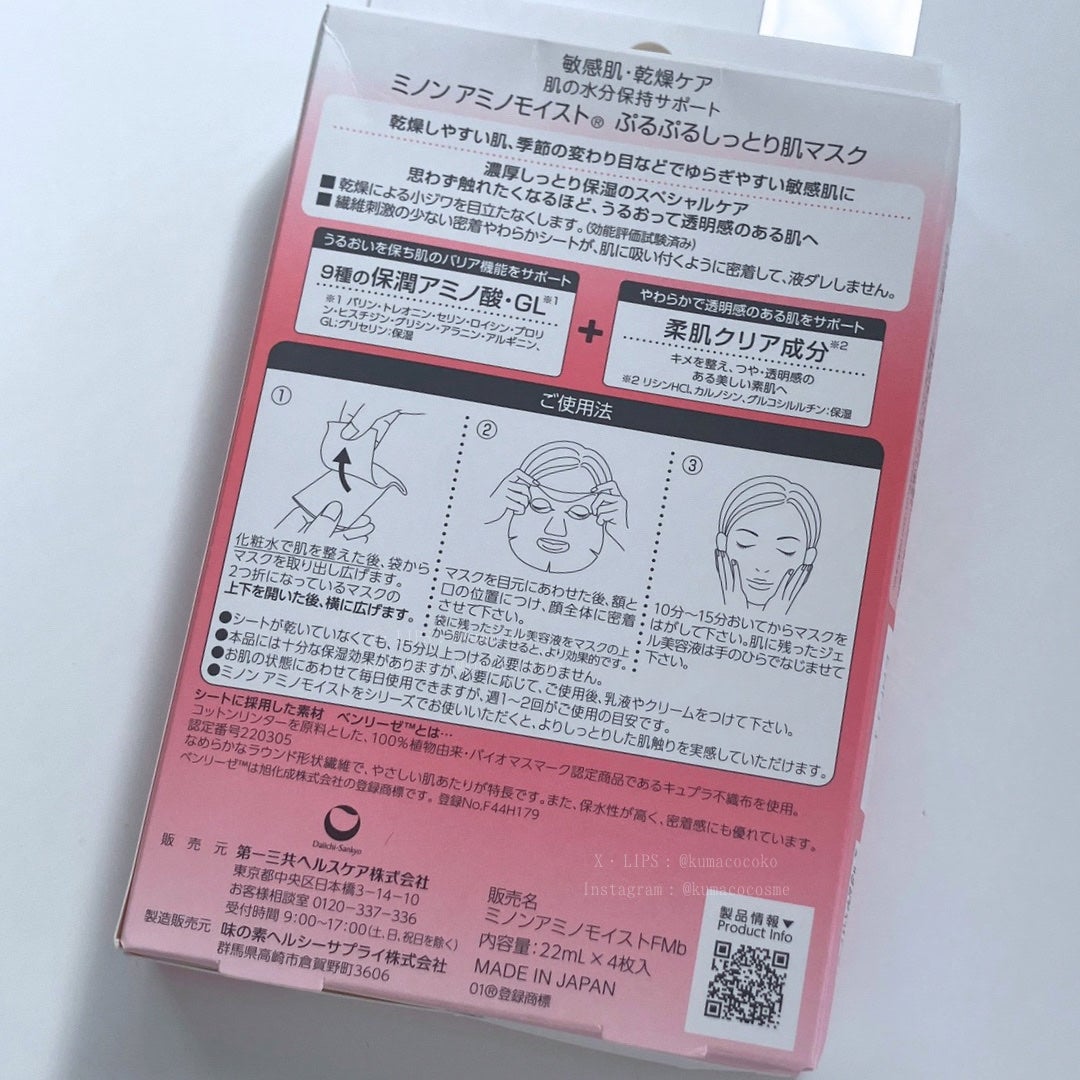 敏感肌・乾燥ケア
肌の水分保持サポート
ミノン アミノモイスト® ぷるぷるしっとり肌マスク
乾燥しやすい肌、季節の変わり目などでゆらぎやすい敏感肌に
濃厚しっとり保湿のスペシャルケア
思わず触れたくなるほど、うるおって透明感のある肌へ
■乾燥による小ジワを目立たなくします。(効能評価試験済み)
■繊維刺激の少ない密着やわらかシートが、肌に吸い付くように密着して、液ダレしません。
うるおいを保ち肌のバリア機能をサポート
9種の保潤アミノ酸・GL※1
※1 バリン・トレオニン・セリン・ロイシン・プロリ
ン・ヒスチジン・グリシン・アラニン・アルギニン、
GL:グリセリン:保湿
+
やわらかで透明感のある肌をサポート
柔肌クリア成分※2
キメを整え、つや・透明感の
ある美しい素肌へ
※2 リシンHCl、カルノシン、グルコシルルチン:保湿
ご使用法
①
化粧水で肌を整えた後、袋から
マスクを取り出し広げます。
2つ折になっているマスクの
上下を開いた後、横に広げます。
②
マスクを目元にあわせた後、額と
口の位置につけ、顔全体に密着
させて下さい。
袋に残ったジェル美容液をマスクの上
から肌になじませると、より効果的です。
③
10分〜15分おいてからマスクを
はがして下さい。肌に残ったジェ
ル美容液は手のひらでなじませて
下さい。
●シートが乾いていなくても、15分以上つける必要はありません。
●本品には十分な保湿効果がありますが、必要に応じて、ご使用後、乳液やクリームをつけて下さい。
●お肌の状態にあわせて毎日使用できますが、週1〜2回がご使用の目安です。
●ミノン アミノモイストをシリーズでお使いいただくと、よりしっとりした肌触りを実感していただけます。
シートに採用した素材 ベンリーゼ™とは…
コットンリンターを原料とした、100%植物由来・バイオマスマーク認定商品であるキュプラ不織布を使用。
認定番号220305
なめらかなラウンド形状繊維で、やさしい肌あたりが特長です。また、保水性が高く、密着感にも優れています。
ベンリーゼ™は旭化成株式会社の登録商標です。登録No.F44H179
Daiichi-Sankyo
販売元 第一三共ヘルスケア株式会社
東京都中央区日本橋3-14-10
お客様相談室 0120-337-336
受付時間 9:00〜17:00(土、日、祝日を除く)
製造販売元 味の素ヘルシーサプライ株式会社
群馬県高崎市倉賀野町3606
X・LIPS : @kumacocoko
Instagram : @kumacocosme
販売名
ミノンアミノモイストFMb
内容量:22mL×4枚入
MADE IN JAPAN
01®登録商標
製品情報▼
Product Info